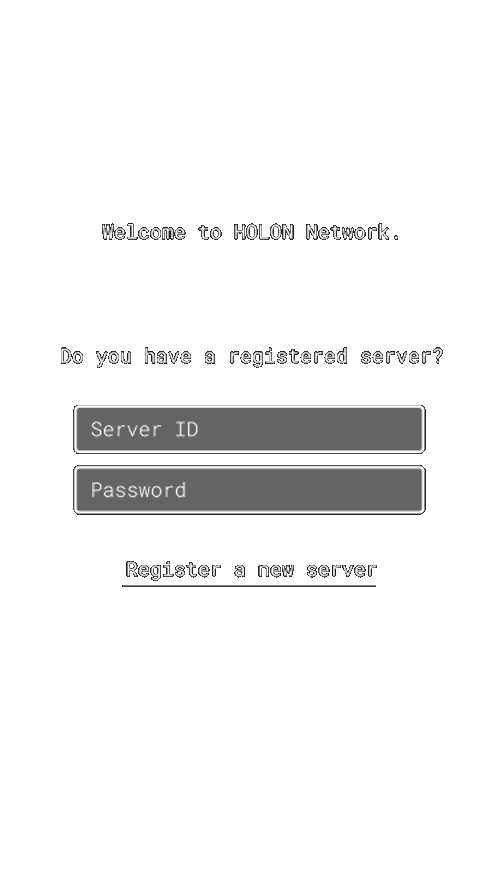 Welcome to HOLON Network.
Do you have a registered server?
Server ID
Password
Register a new server